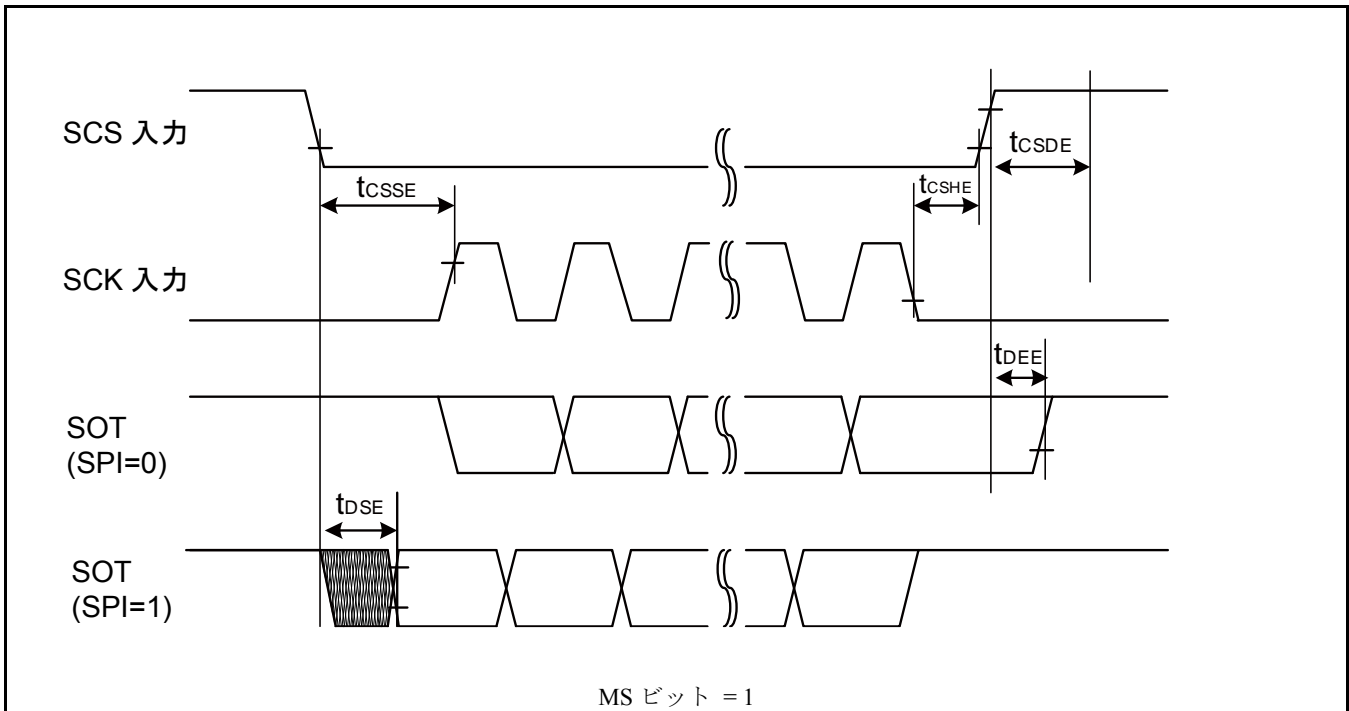 SCS 入力
tCSSE
tCSHE
tCSDE
SCK 入力
tDEE
SOT
(SPI=0)
tDSE
SOT
(SPI=1)
MS ビット = 1